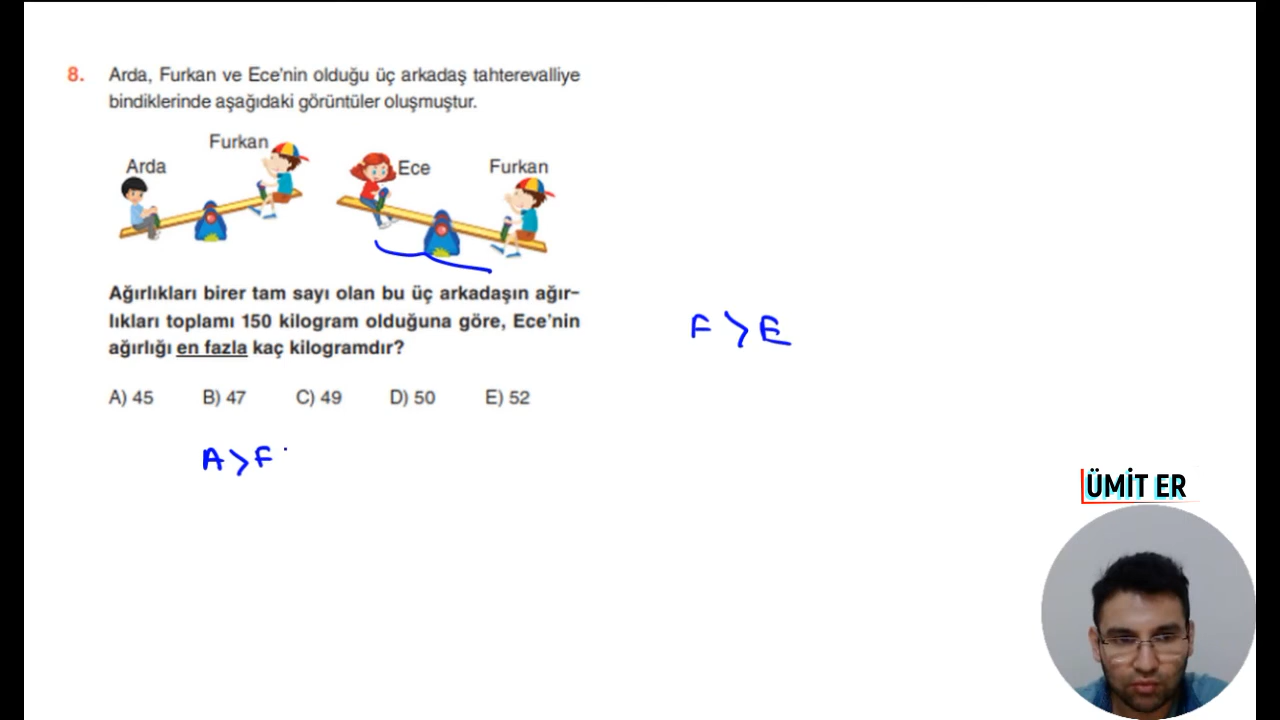 8. Arda, Furkan ve Ece'nin olduğu üç arkadaş tahterevalliye
bindiklerinde aşağıdaki görüntüler oluşmuştur.
Furkan
Arda
Ece
Furkan
Ağırlıkları birer tam sayı olan bu üç arkadaşın ağır-
lıkları toplamı 150 kilogram olduğuna göre, Ece'nin
ağırlığı en fazla kaç kilogramdır?
A) 45 B) 47 C) 49 D) 50 E) 52
F > E
A > F
ÜMİT ER